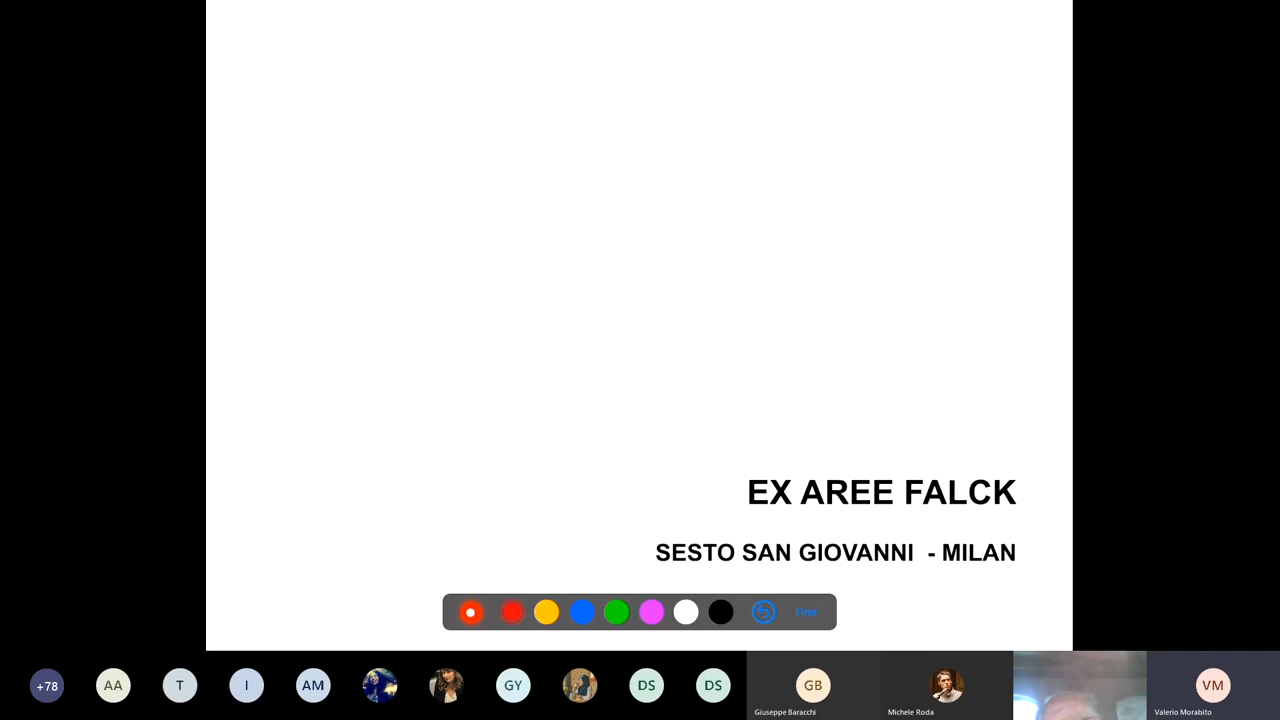 EX AREE FALCK
SESTO SAN GIOVANNI - MILAN
Fine
+78
AA
T
I
AM
GY
DS
DS
GB
VM
Giuseppe Baracchi
Michele Roda
Valerio Morabito